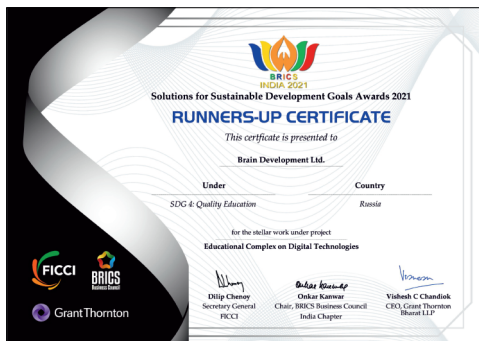 BRICS
INDIA 2021
Solutions for Sustainable Development Goals Awards 2021
RUNNERS-UP CERTIFICATE
This certficate is presented to
Brain Development Ltd.
Under
Country
SDG 4: Quality Education
Russia
for the stellar work under project
Educational Complex on Digital Technologies
FICCI
BRICS
Business Council
Grant Thornton
Dilip Chenoy
Secretary General
FICCI
Onkar Kanwar
Chair, BRICS Business Council
India Chapter
Vishesh C Chandiok
CEO, Grant Thornton
Bharat LLP